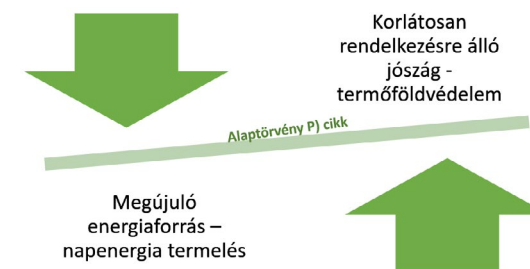 Korlátosan
rendelkezésre álló
jószág -
termőföldvédelem
Alaptörvény P) cikk
Megújuló
energiaforrás –
napenergia termelés